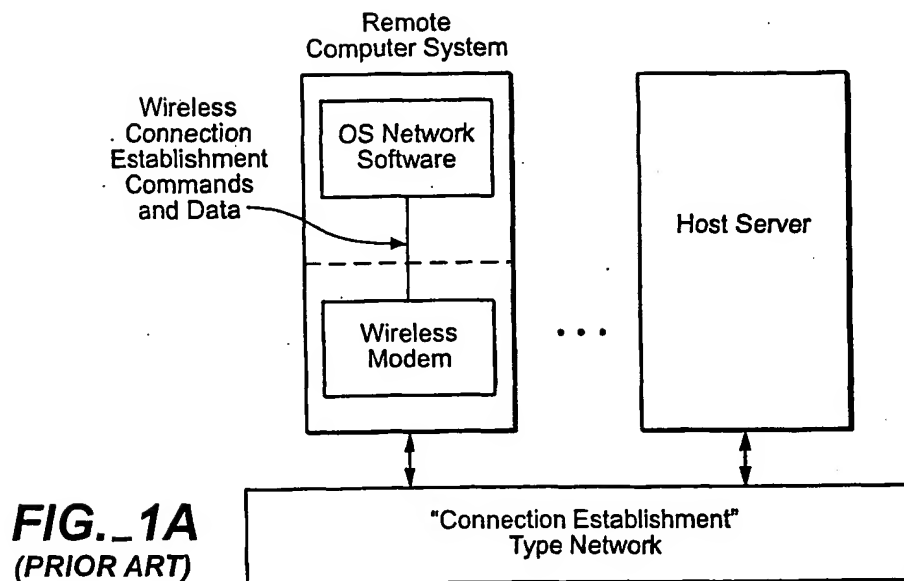 Remote
Computer System
Wireless
Connection
Establishment
Commands
and Data
OS Network
Software
Wireless
Modem
...
Host Server
"Connection Establishment"
Type Network
FIG._1A
(PRIOR ART)